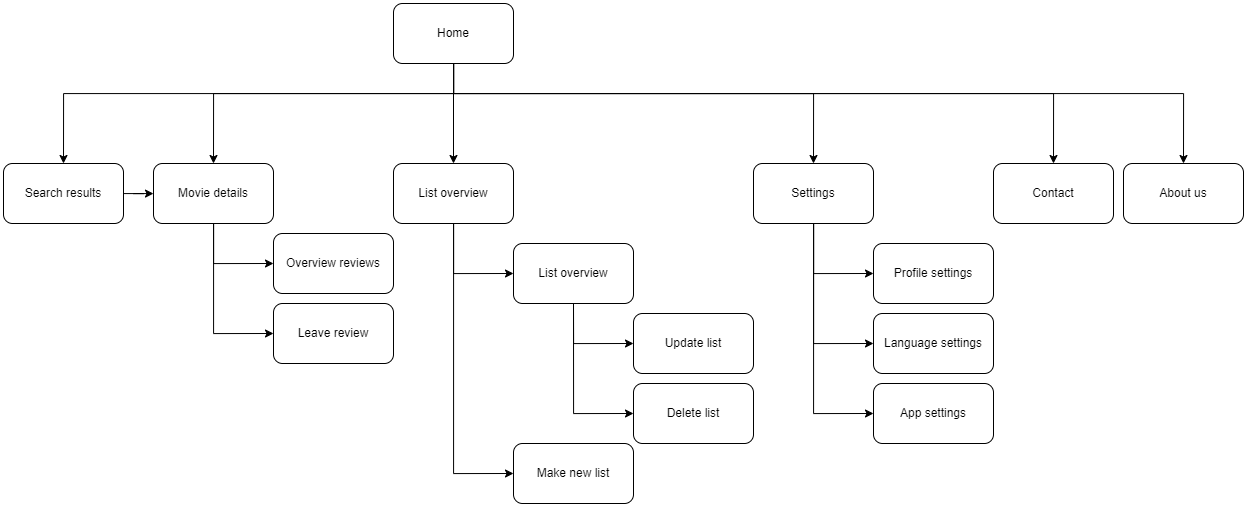 Home
Search results
Movie details
List overview
Settings
Contact
About us
Overview reviews
Leave review
List overview
Update list
Delete list
Make new list
Profile settings
Language settings
App settings